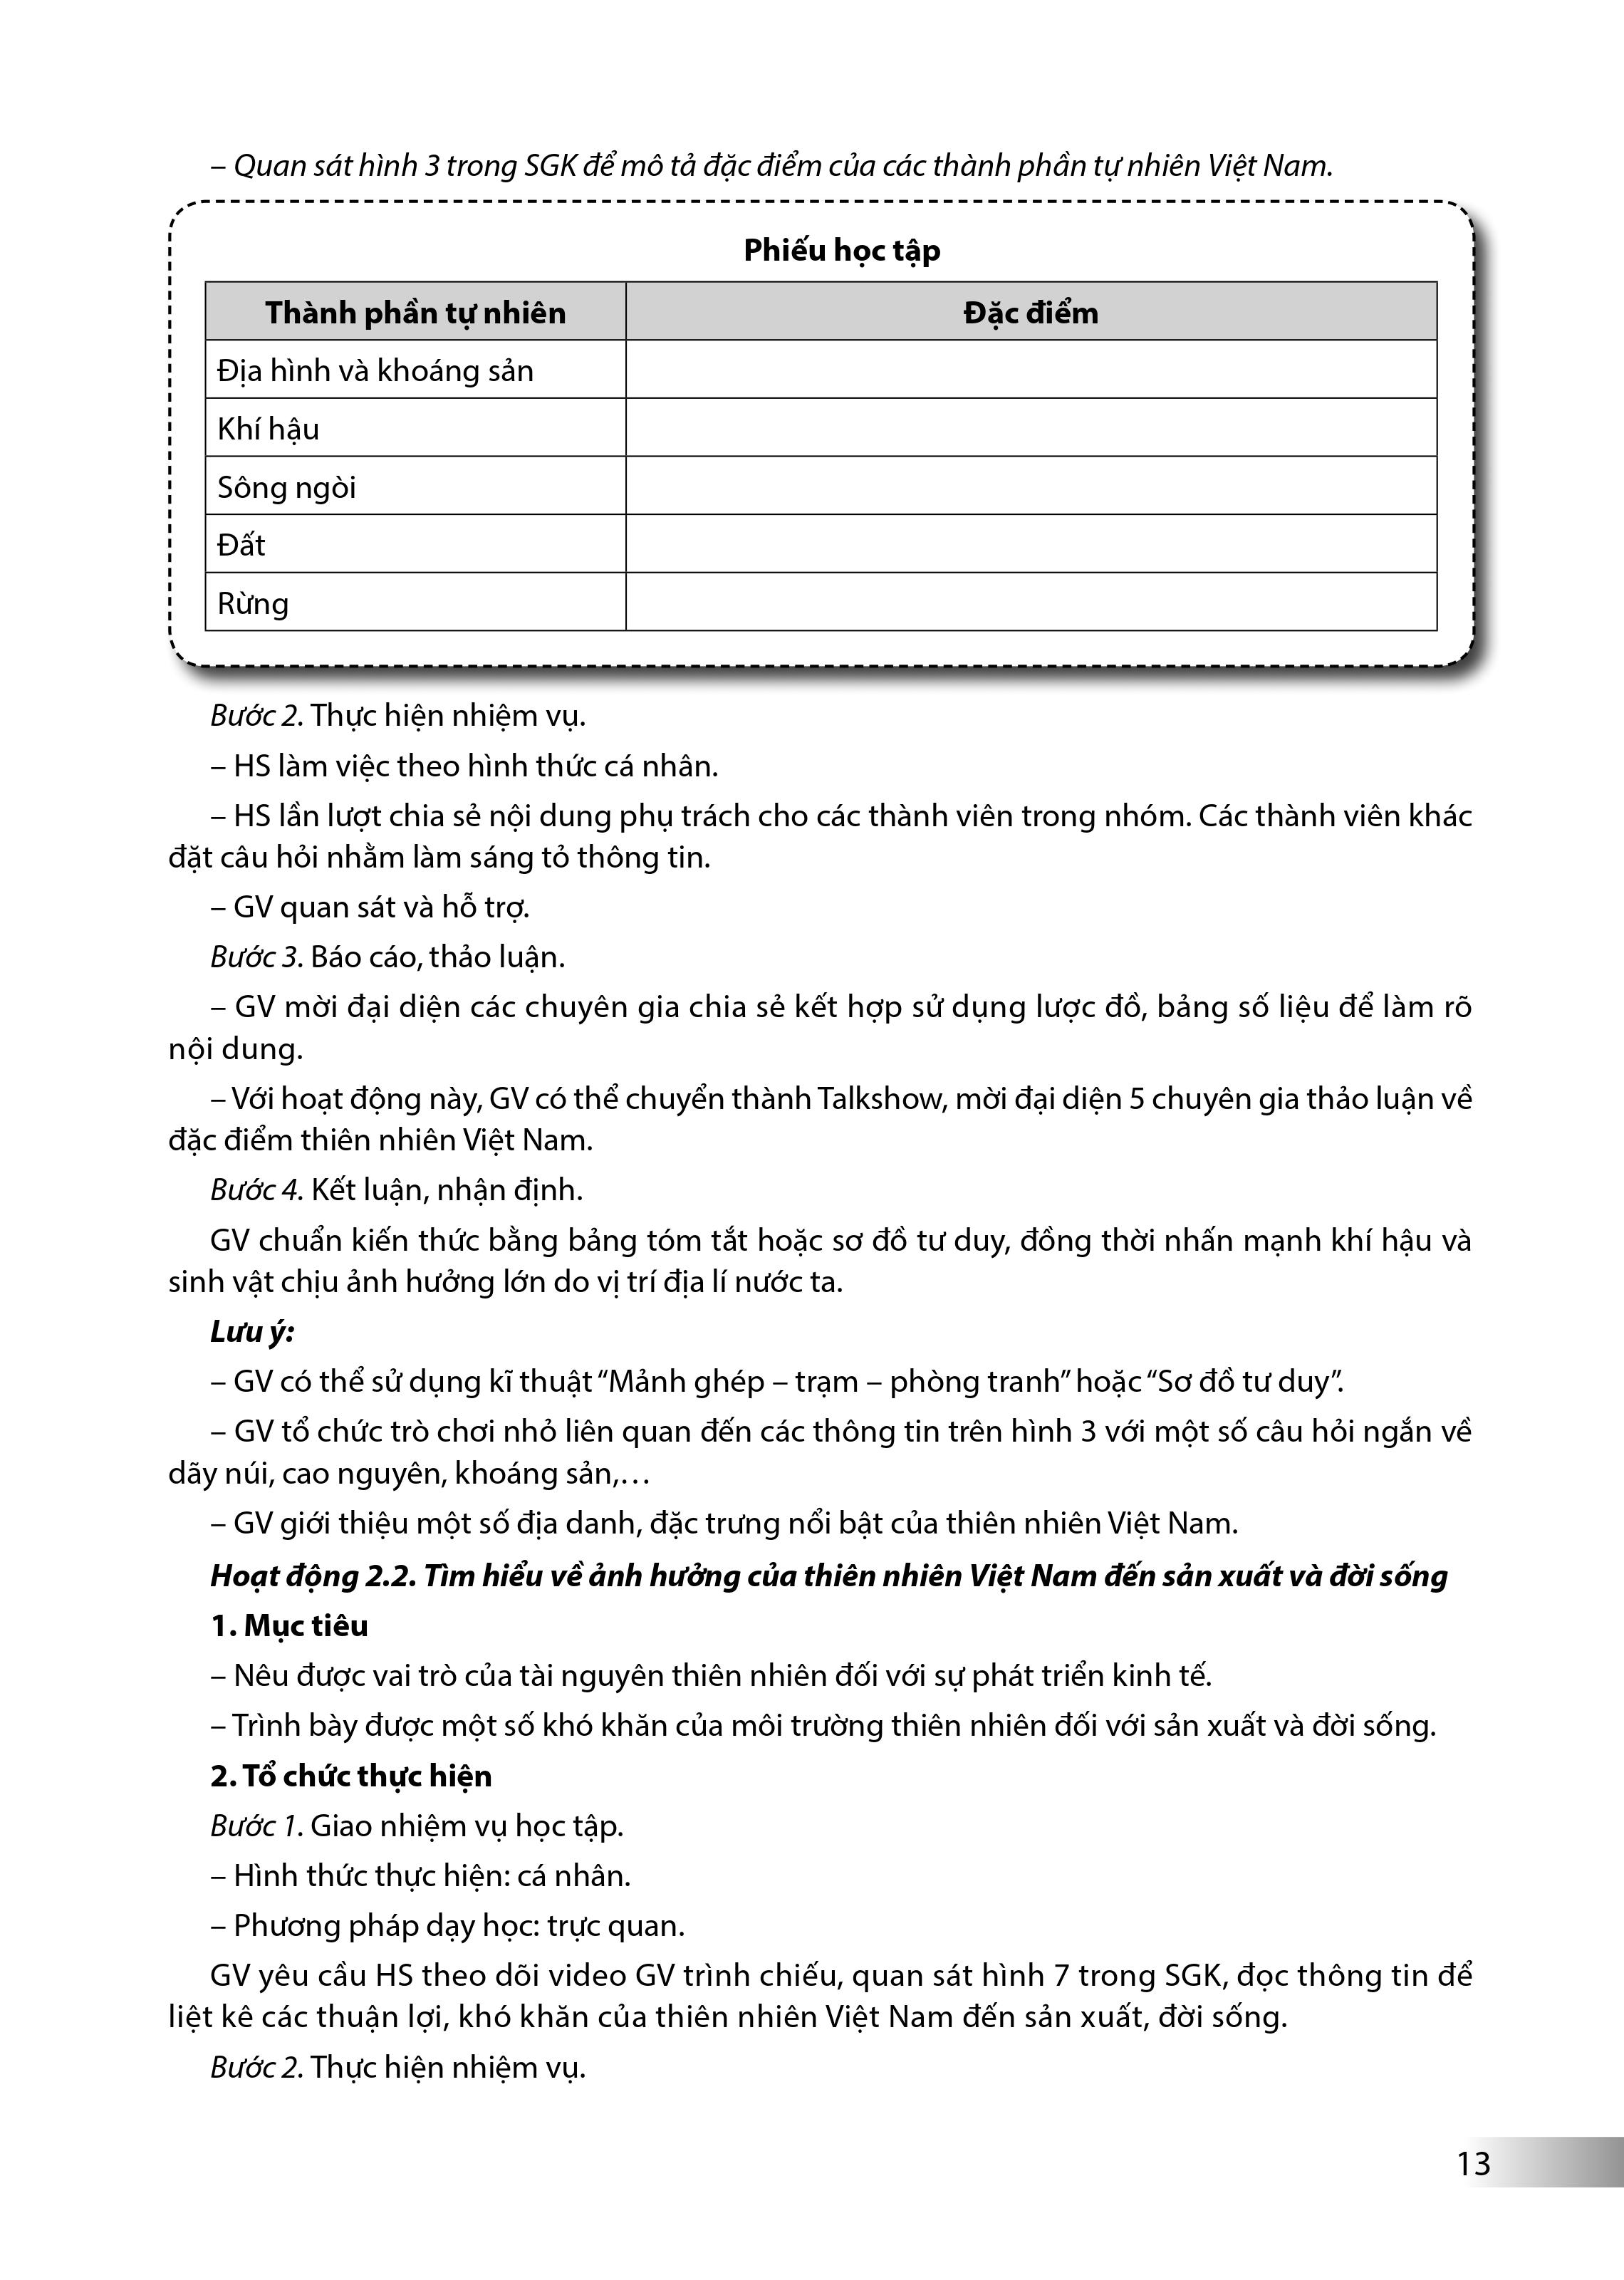 – Quan sát hình 3 trong SGK để mô tả đặc điểm của các thành phần tự nhiên Việt Nam.
Phiếu học tập
Thành phần tự nhiên Đặc điểm
Địa hình và khoáng sản
Khí hậu
Sông ngòi
Đất
Rừng
Bước 2. Thực hiện nhiệm vụ.
– HS làm việc theo hình thức cá nhân.
– HS lần lượt chia sẻ nội dung phụ trách cho các thành viên trong nhóm. Các thành viên khác
đặt câu hỏi nhằm làm sáng tỏ thông tin.
– GV quan sát và hỗ trợ.
Bước 3. Báo cáo, thảo luận.
– GV mời đại diện các chuyên gia chia sẻ kết hợp sử dụng lược đồ, bảng số liệu để làm rõ
nội dung.
– Với hoạt động này, GV có thể chuyển thành Talkshow, mời đại diện 5 chuyên gia thảo luận về
đặc điểm thiên nhiên Việt Nam.
Bước 4. Kết luận, nhận định.
GV chuẩn kiến thức bằng bảng tóm tắt hoặc sơ đồ tư duy, đồng thời nhấn mạnh khí hậu và
sinh vật chịu ảnh hưởng lớn do vị trí địa lí nước ta.
Lưu ý:
– GV có thể sử dụng kĩ thuật “Mảnh ghép – trạm – phòng tranh” hoặc “Sơ đồ tư duy”.
– GV tổ chức trò chơi nhỏ liên quan đến các thông tin trên hình 3 với một số câu hỏi ngắn về
dãy núi, cao nguyên, khoáng sản,…
– GV giới thiệu một số địa danh, đặc trưng nổi bật của thiên nhiên Việt Nam.
Hoạt động 2.2. Tìm hiểu về ảnh hưởng của thiên nhiên Việt Nam đến sản xuất và đời sống
1. Mục tiêu
– Nêu được vai trò của tài nguyên thiên nhiên đối với sự phát triển kinh tế.
– Trình bày được một số khó khăn của môi trường thiên nhiên đối với sản xuất và đời sống.
2. Tổ chức thực hiện
Bước 1. Giao nhiệm vụ học tập.
– Hình thức thực hiện: cá nhân.
– Phương pháp dạy học: trực quan.
GV yêu cầu HS theo dõi video GV trình chiếu, quan sát hình 7 trong SGK, đọc thông tin để
liệt kê các thuận lợi, khó khăn của thiên nhiên Việt Nam đến sản xuất, đời sống.
Bước 2. Thực hiện nhiệm vụ.
13